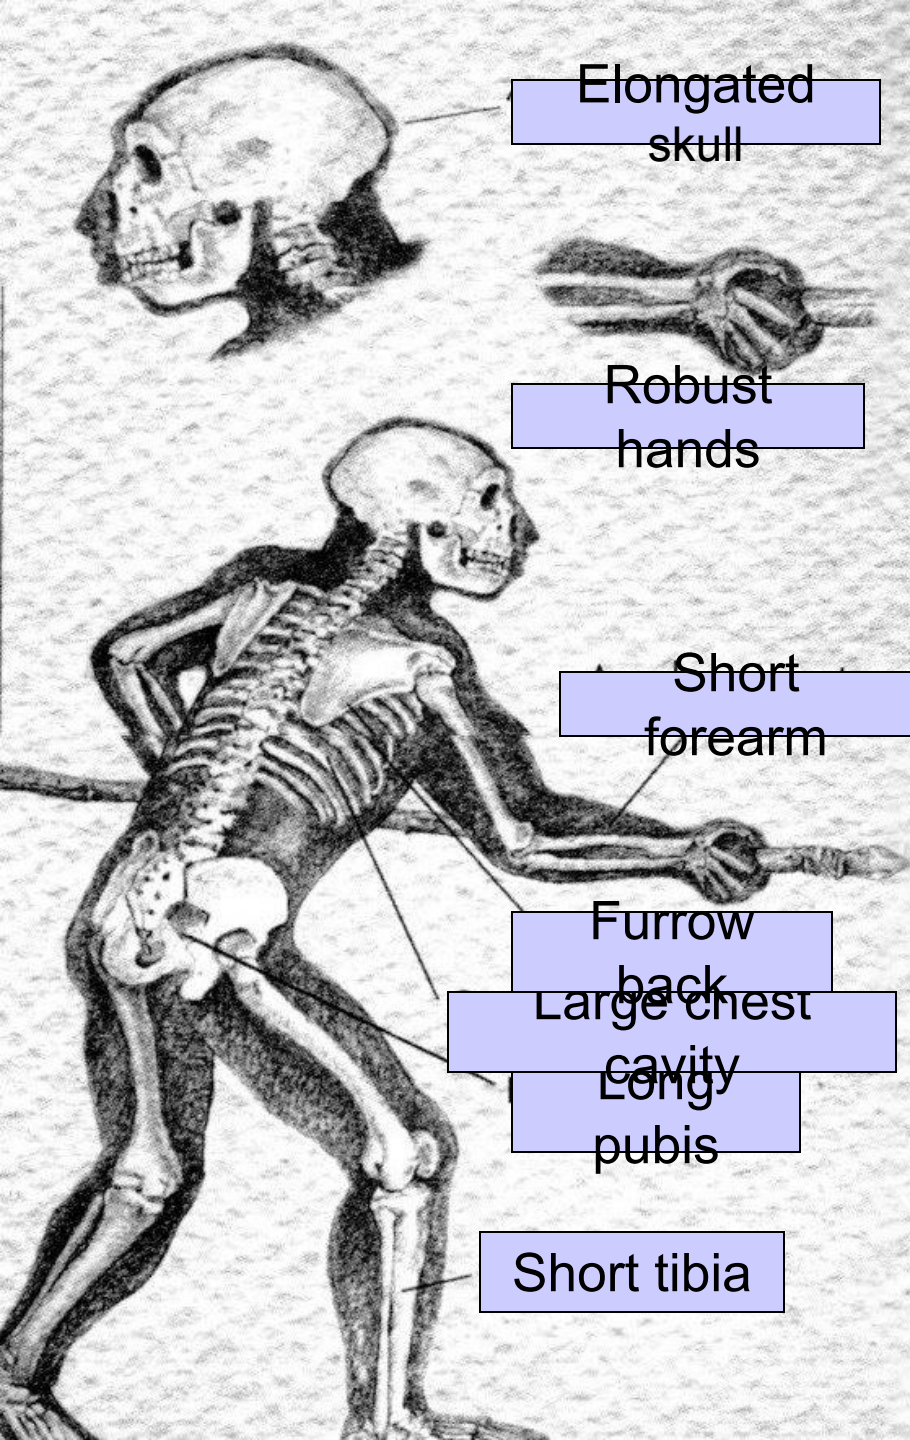 Elongated
skull
Robust
hands
Short
forearm
Furrow
back
Large chest
cavity
Long
pubis
Short tibia